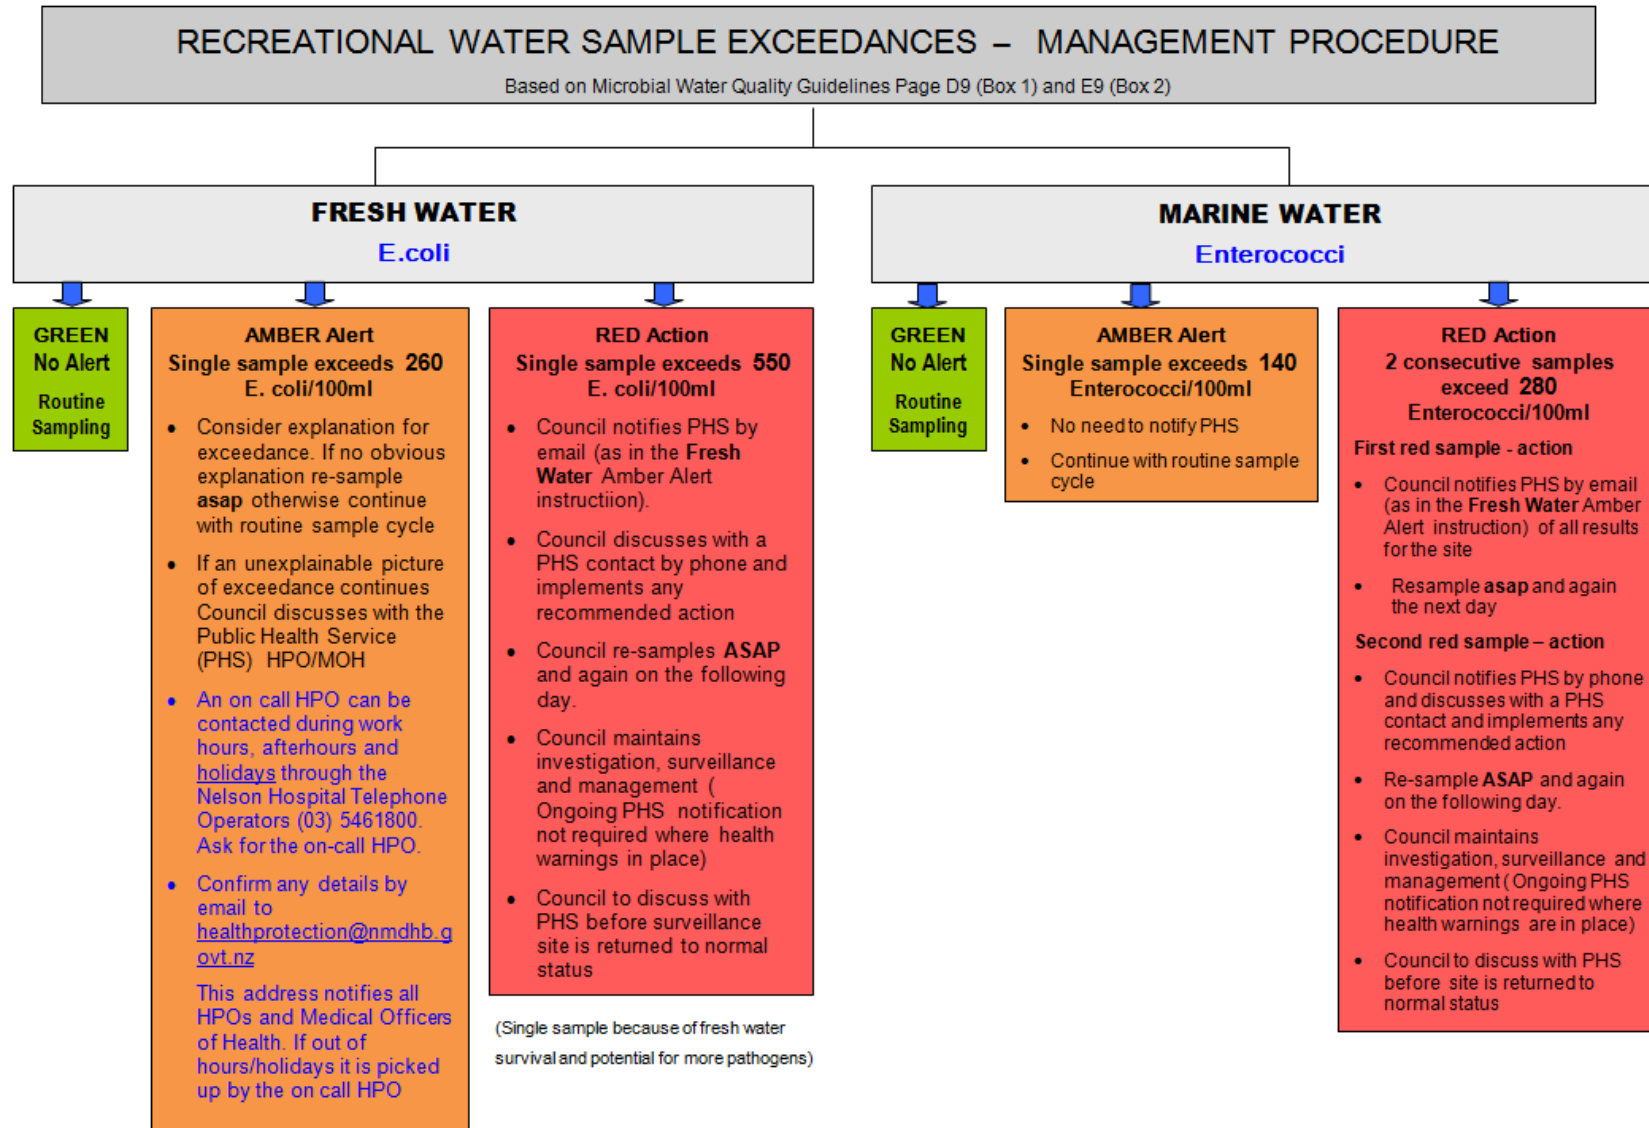 RECREATIONAL WATER SAMPLE EXCEEDANCES – MANAGEMENT PROCEDURE
Based on Microbial Water Quality Guidelines Page D9 (Box 1) and E9 (Box 2)
FRESH WATER
E.coli
GREEN
No Alert
Routine
Sampling
AMBER Alert
Single sample exceeds 260
E. coli/100ml
• Consider explanation for
exceedance. If no obvious
explanation re-sample
asap otherwise continue
with routine sample cycle
• If an unexplainable picture
of exceedance continues
Council discusses with the
Public Health Service
(PHS) HPO/MOH
• An on call HPO can be
contacted during work
hours, afterhours and
holidays through the
Nelson Hospital Telephone
Operators (03) 5461800.
Ask for the on-call HPO.
• Confirm any details by
email to
healthprotection@nmdhb.g
ovt.nz
This address notifies all
HPOs and Medical Officers
of Health. If out of
hours/holidays it is picked
up by the on call HPO
RED Action
Single sample exceeds 550
E. coli/100ml
• Council notifies PHS by
email (as in the Fresh
Water Amber Alert
instructiion).
• Council discusses with a
PHS contact by phone and
implements any
recommended action
• Council re-samples ASAP
and again on the following
day.
• Council maintains
investigation, surveillance
and management (
Ongoing PHS notification
not required where health
warnings in place)
• Council to discuss with
PHS before surveillance
site is returned to normal
status
(Single sample because of fresh water
survival and potential for more pathogens)
MARINE WATER
Enterococci
GREEN
No Alert
Routine
Sampling
AMBER Alert
Single sample exceeds 140
Enterococci/100ml
• No need to notify PHS
• Continue with routine sample
cycle
RED Action
2 consecutive samples
exceed 280
Enterococci/100ml
First red sample - action
• Council notifies PHS by email
(as in the Fresh Water Amber
Alert instruction) of all results
for the site
• Resample asap and again
the next day
Second red sample – action
• Council notifies PHS by phone
and discusses with a PHS
contact and implements any
recommended action
• Re-sample ASAP and again
on the following day.
• Council maintains
investigation, surveillance and
management ( Ongoing PHS
notification not required where
health warnings are in place)
• Council to discuss with PHS
before site is returned to
normal status